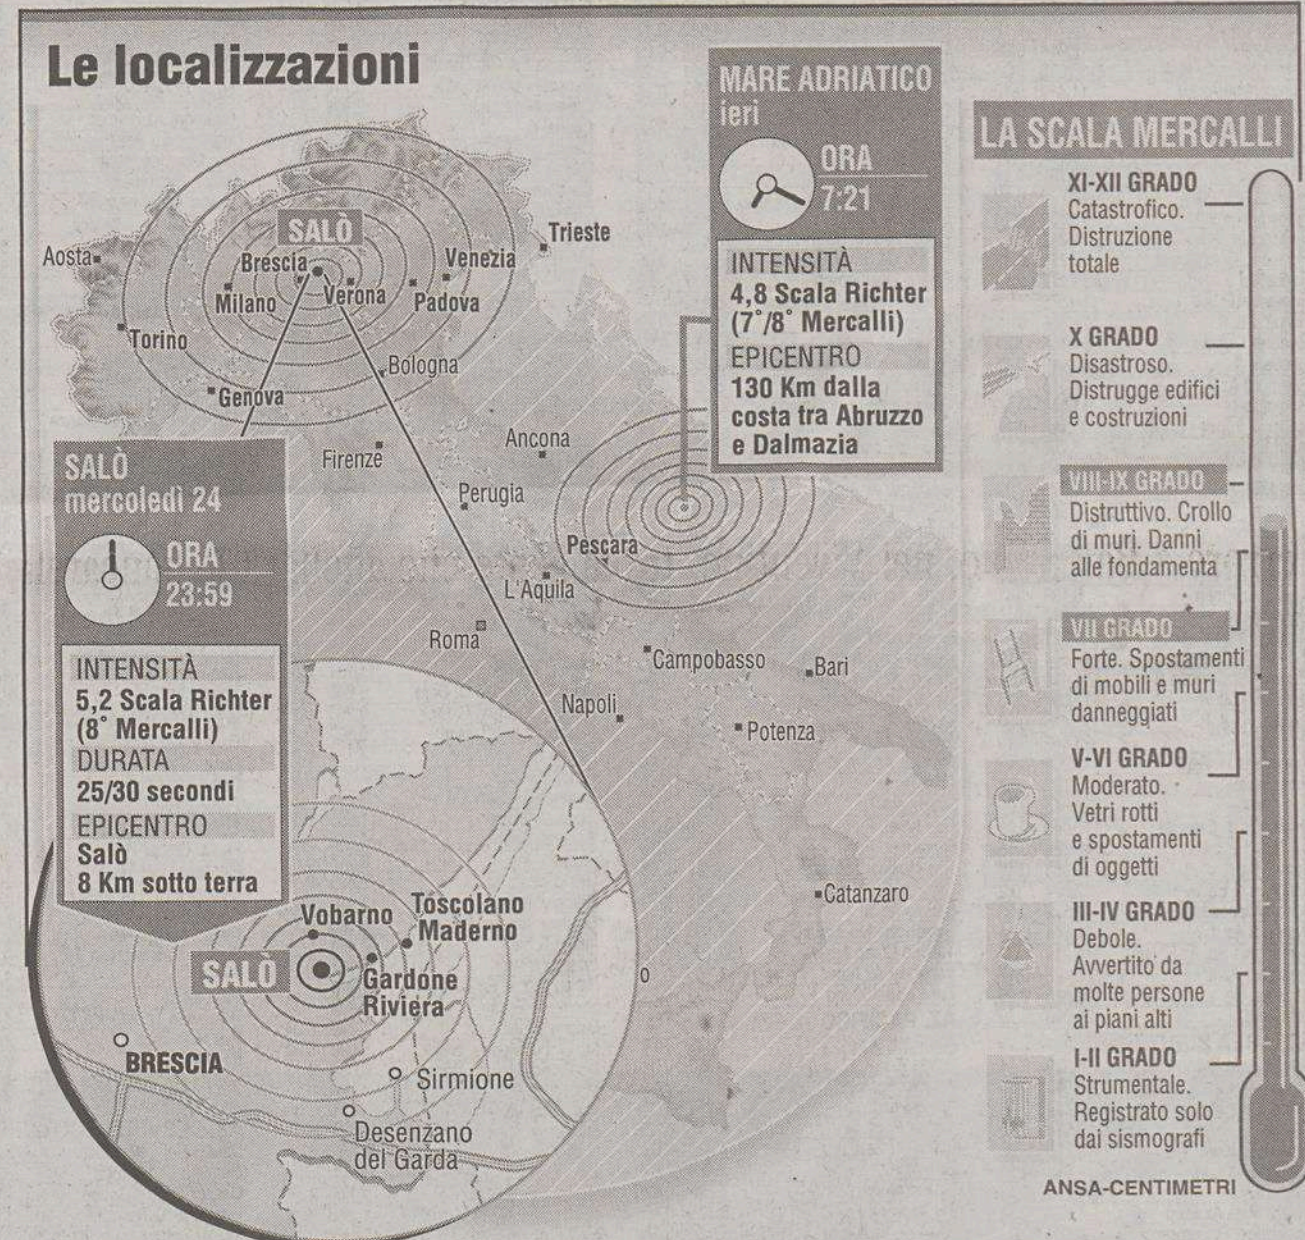 Le localizzazioni
MARE ADRIATICO
ieri
ORA
7:21
INTENSITÀ
4,8 Scala Richter
(7°/8° Mercalli)
EPICENTRO
130 Km dalla
costa tra Abruzzo
e Dalmazia
SALÒ
Aosta
Brescia
Milano
Verona
Padova
Venezia
Trieste
Torino
Genova
Bologna
Firenze
Ancona
Perugia
Pescara
L'Aquila
Roma
Campobasso
Bari
Napoli
Potenza
Catanzaro
SALÒ
mercoledì 24
ORA
23:59
INTENSITÀ
5,2 Scala Richter
(8° Mercalli)
DURATA
25/30 secondi
EPICENTRO
Salò
8 Km sotto terra
Vobarno
Toscolano
Maderno
SALÒ
Gardone
Riviera
BRESCIA
Sirmione
Desenzano
del Garda
0
LA SCALA MERCALLI
XI-XII GRADO
Catastrofico.
Distruzione
totale
X GRADO
Disastroso.
Distrugge edifici
e costruzioni
VIII-IX GRADO
Distruttivo. Crollo
di muri. Danni
alle fondamenta
VII GRADO
Forte. Spostamenti
di mobili e muri
danneggiati
V-VI GRADO
Moderato.
Vetri rotti
e spostamenti
di oggetti
III-IV GRADO
Debole.
Avvertito da
molte persone
ai piani alti
I-II GRADO
Strumentale.
Registrato solo
dai sismografi
ANSA-CENTIMETRI